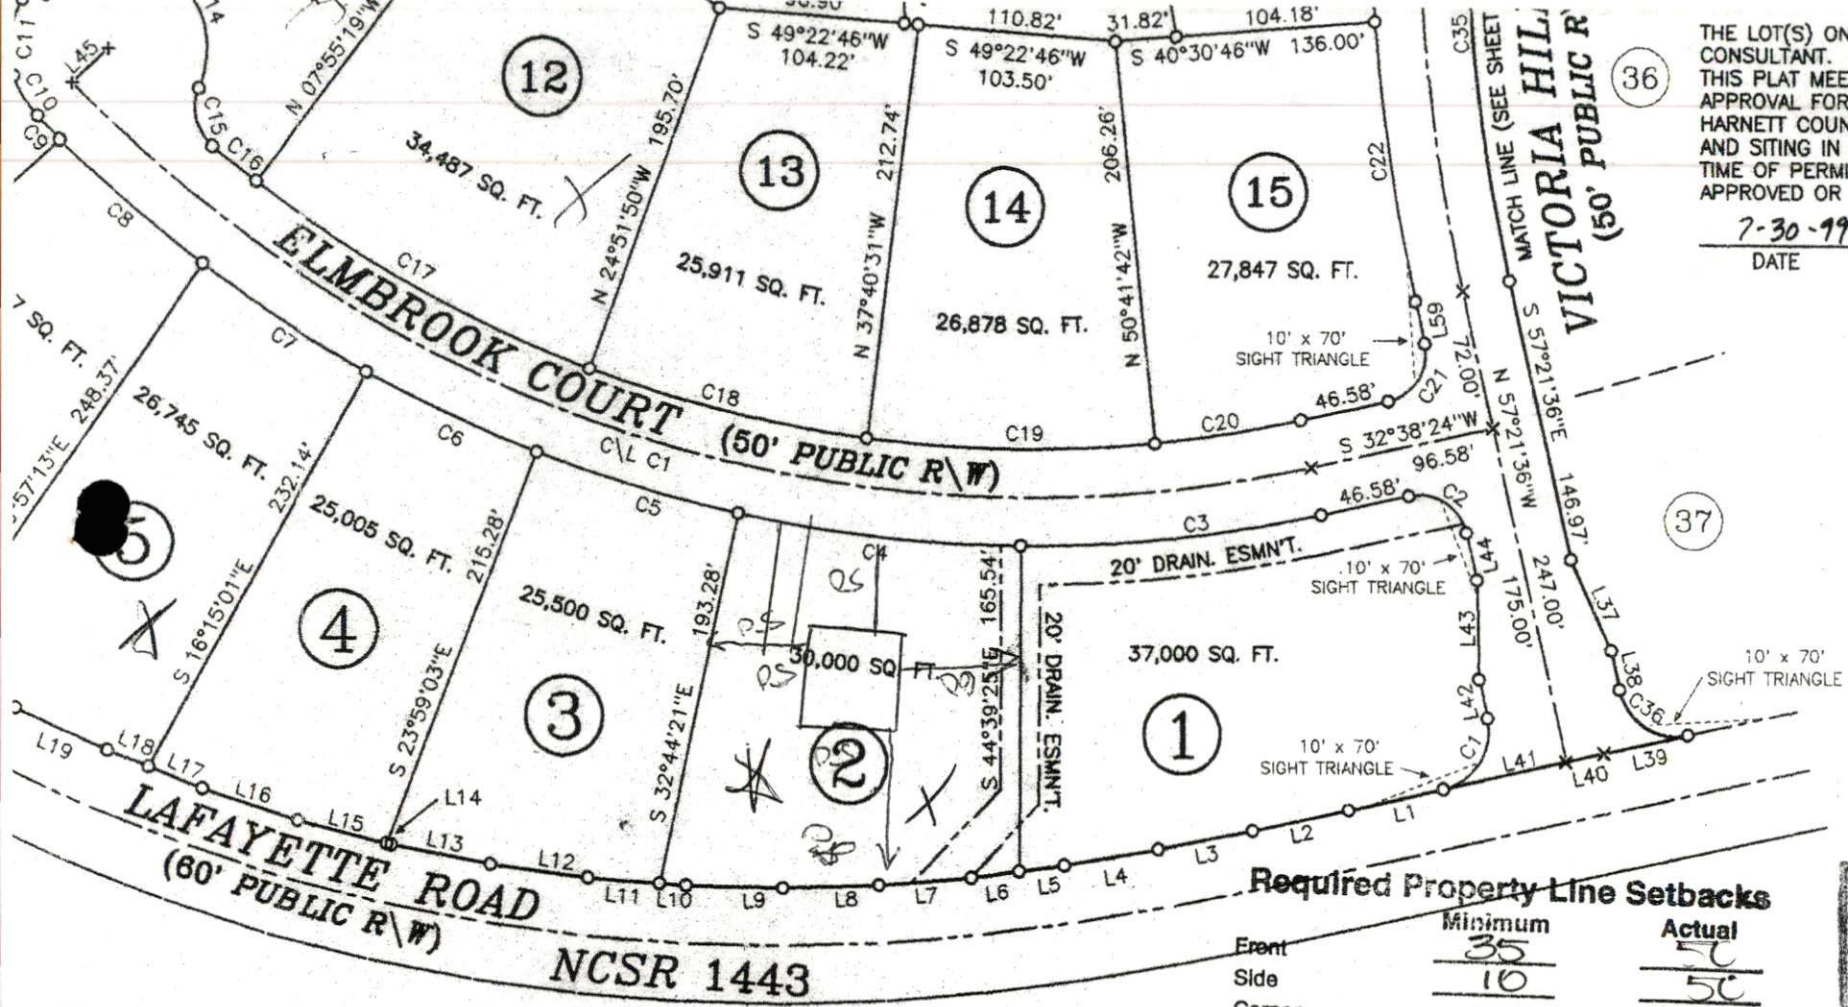 C11
14
L45
C10
C9
C15
C16
N 07°55'19"W
12
34,487 SQ. FT.
195.70'
N 24°51'50"W
S 49°22'46"W
104.22'
13
25,911 SQ. FT.
212.74'
N 37°40'31"W
110.82'
S 49°22'46"W
103.50'
14
26,878 SQ. FT.
206.26'
N 50°41'42"W
31.82'
104.18'
S 40°30'46"W
136.00'
15
27,847 SQ. FT.
C22
10' x 70'
SIGHT TRIANGLE
L59
C21
46.58'
C20
C19
C18
C17
C35
MATCH LINE (SEE SHEET
VICTORIA HIL
(50' PUBLIC R
36
THE LOT(S) ON
CONSULTANT.
THIS PLAT MEE
APPROVAL FOR
HARNETT COUN
AND SITING IN
TIME OF PERMI
APPROVED OR
7-30-99
DATE
ELMBROOK COURT (50' PUBLIC R\W)
C\L C1
S 32°38'24"W
96.58'
72.00'
N 57°21'36"W
247.00'
175.00'
S 57°21'36"E
146.97'
37
L37
L38
C36
10' x 70'
SIGHT TRIANGLE
C8
C7
C6
C5
C4
C3
46.58'
C2
7 SQ. FT.
248.37'
57'13"E
26,745 SQ. FT.
5
232.14'
S 16°15'01"E
25,005 SQ. FT.
4
215.28'
S 23°59'03"E
25,500 SQ. FT.
3
193.28'
S 32°44'21"E
30,000 SQ FT.
2
165.54'
S 44°39'25"E
20' DRAIN. ESMN'T.
20' DRAIN. ESMN'T.
37,000 SQ. FT.
1
10' x 70'
SIGHT TRIANGLE
L44
L43
L42
C1
10' x 70'
SIGHT TRIANGLE
L19
L18
L17
L16
L15
L14
L13
L12
L11
L10
L9
L8
L7
L6
L5
L4
L3
L2
L1
L41
L40
L39
LAFAYETTE ROAD
(60' PUBLIC R\W)
NCSR 1443
Required Property Line Setbacks
Minimum Actual
Front 35 50
Side 10 50